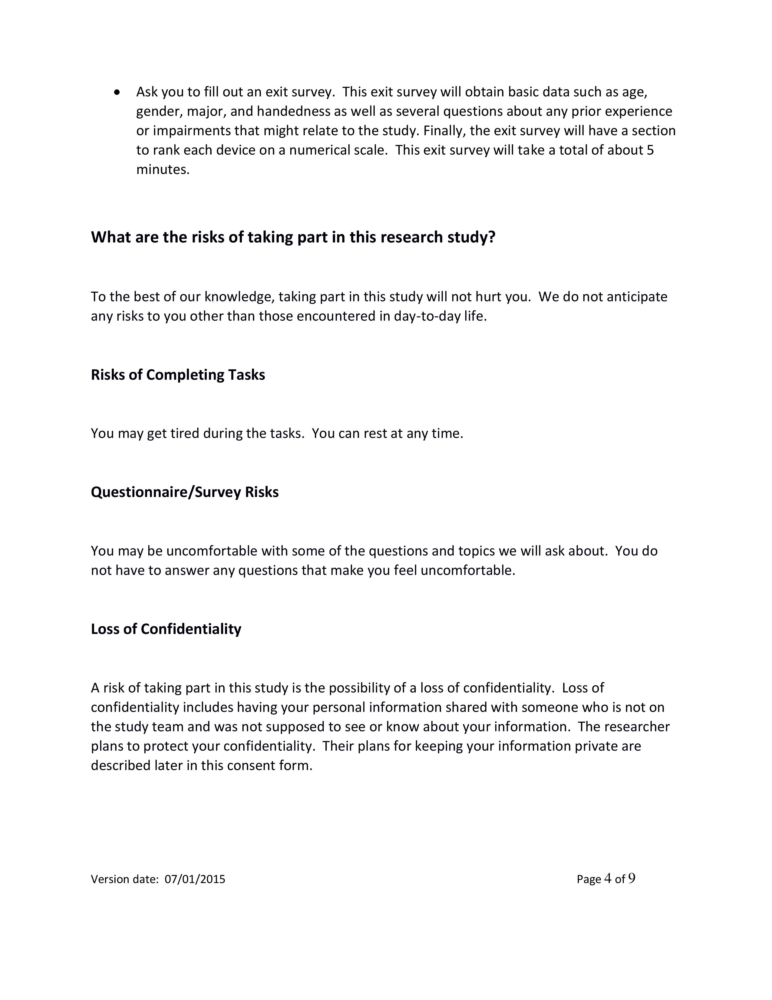 • Ask you to fill out an exit survey.  This exit survey will obtain basic data such as age,
gender, major, and handedness as well as several questions about any prior experience
or impairments that might relate to the study. Finally, the exit survey will have a section
to rank each device on a numerical scale.  This exit survey will take a total of about 5
minutes.
What are the risks of taking part in this research study?
To the best of our knowledge, taking part in this study will not hurt you.  We do not anticipate
any risks to you other than those encountered in day-to-day life.
Risks of Completing Tasks
You may get tired during the tasks.  You can rest at any time.
Questionnaire/Survey Risks
You may be uncomfortable with some of the questions and topics we will ask about.  You do
not have to answer any questions that make you feel uncomfortable.
Loss of Confidentiality
A risk of taking part in this study is the possibility of a loss of confidentiality.  Loss of
confidentiality includes having your personal information shared with someone who is not on
the study team and was not supposed to see or know about your information.  The researcher
plans to protect your confidentiality.  Their plans for keeping your information private are
described later in this consent form.
Version date:  07/01/2015 Page 4 of 9